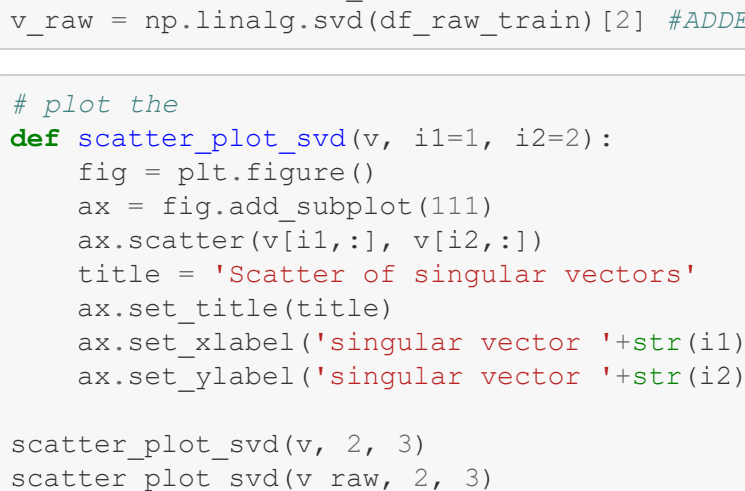 v_raw = np.linalg.svd(df_raw_train)[2] #ADDE
# plot the
def scatter_plot_svd(v, i1=1, i2=2):
    fig = plt.figure()
    ax = fig.add_subplot(111)
    ax.scatter(v[i1,:], v[i2,:])
    title = 'Scatter of singular vectors'
    ax.set_title(title)
    ax.set_xlabel('singular vector '+str(i1)
    ax.set_ylabel('singular vector '+str(i2)
scatter_plot_svd(v, 2, 3)
scatter_plot_svd(v_raw, 2, 3)